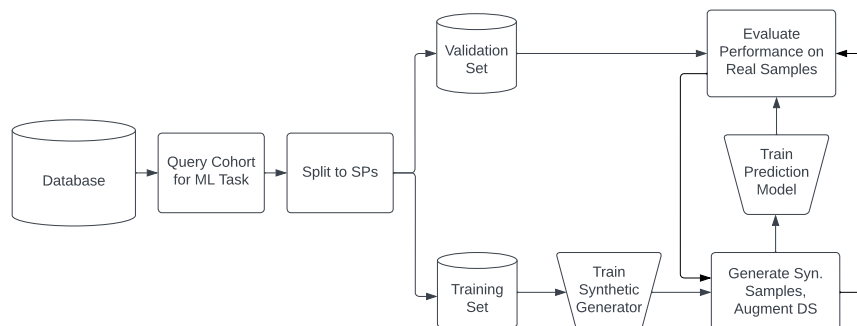 Database
Query Cohort
for ML Task
Split to SPs
Validation
Set
Training
Set
Train
Synthetic
Generator
Generate Syn.
Samples,
Augment DS
Train
Prediction
Model
Evaluate
Performance on
Real Samples